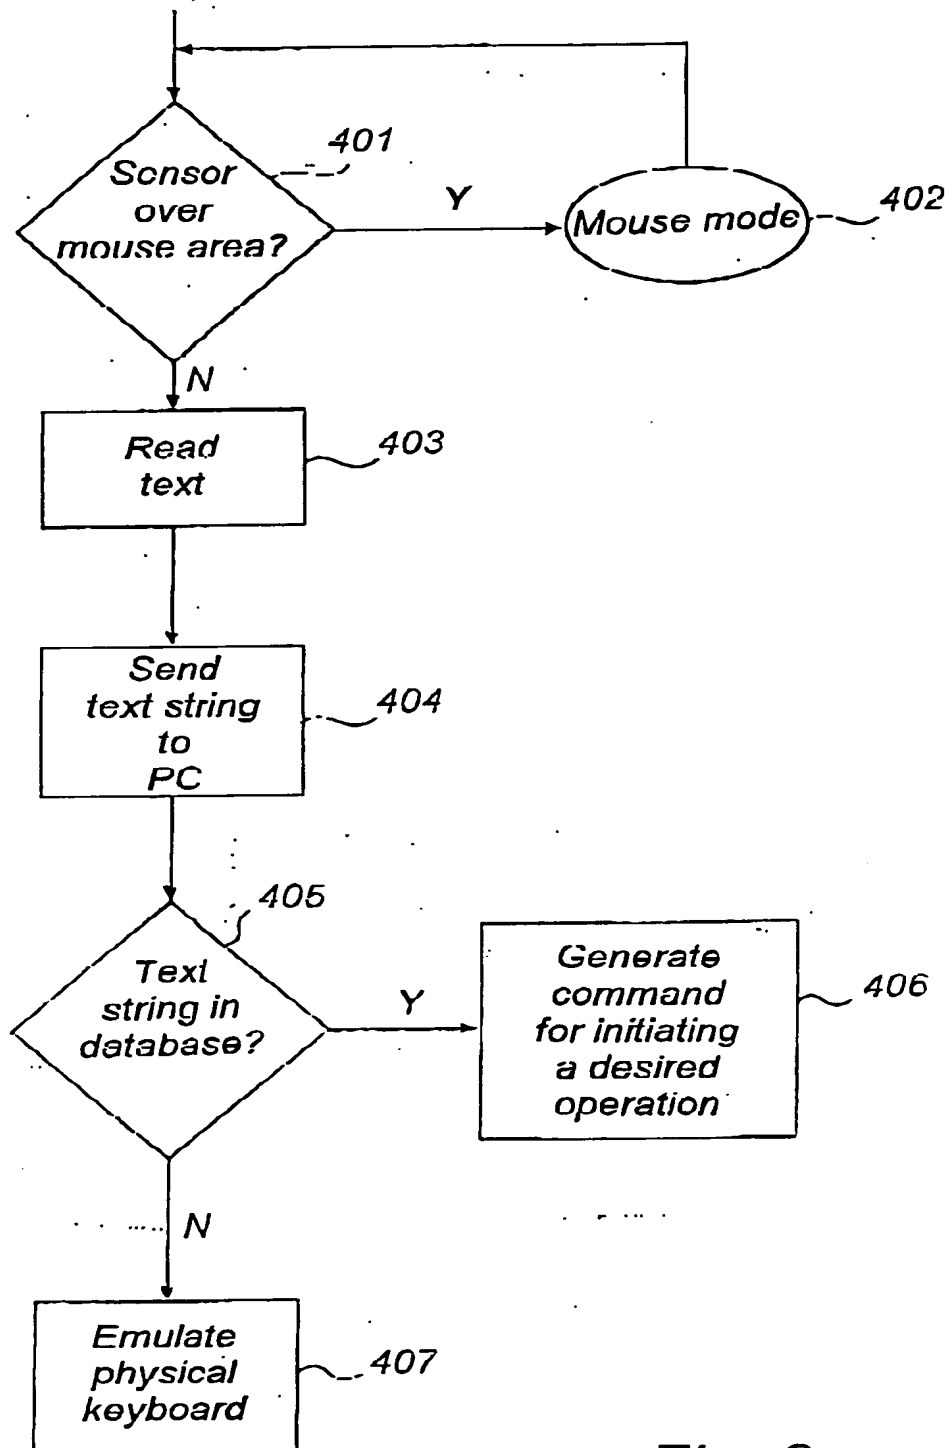 401
Sensor
over
mouse area?
Y
Mouse mode
402
N
Read
text
403
Send
text string
to
PC
404
405
Text
string in
database?
Y
Generate
command
for initiating
a desired
operation
406
N
Emulate
physical
keyboard
407